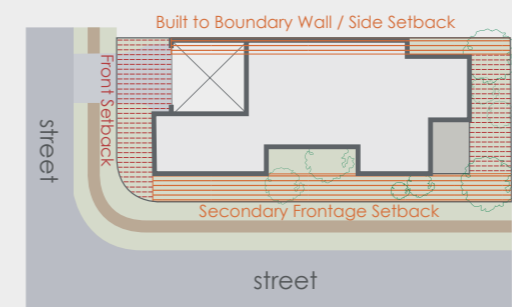 Built to Boundary Wall / Side Setback
Front Setback
street
Secondary Frontage Setback
street